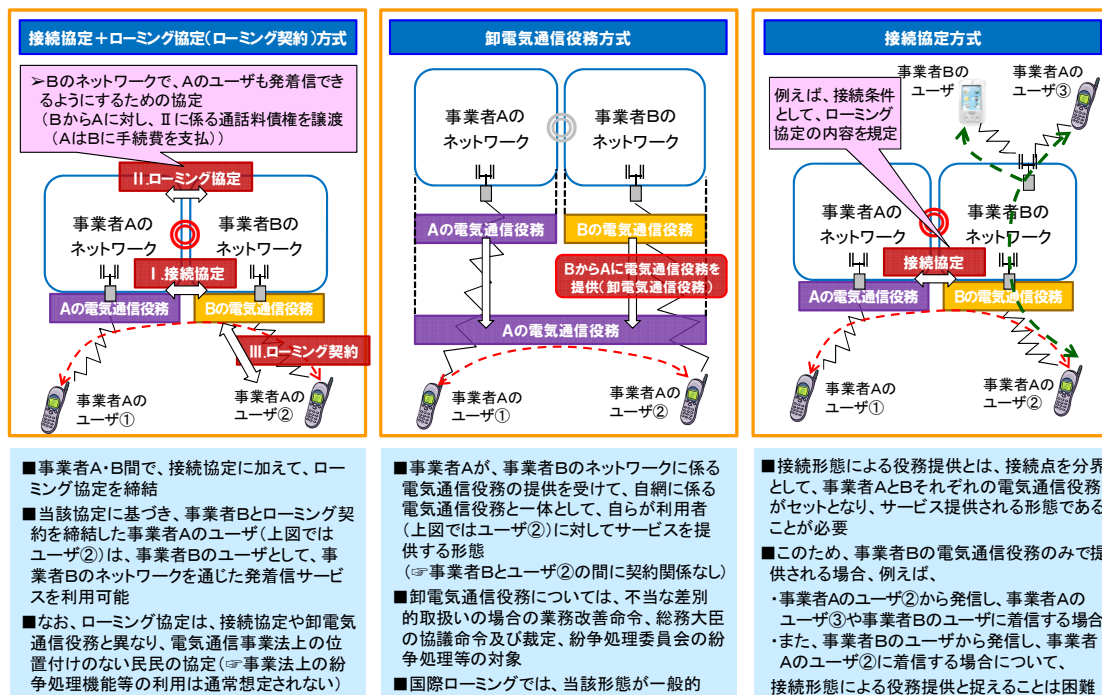 接続協定＋ローミング協定（ローミング契約）方式
➢Bのネットワークで、Aのユーザも発着信でき
るようにするための協定
（BからAに対し、Ⅱに係る通話料債権を譲渡
（AはBに手続費を支払））
Ⅱ.ローミング協定
事業者Aの
ネットワーク
事業者Bの
ネットワーク
Ⅰ.接続協定
Aの電気通信役務
Bの電気通信役務
Ⅲ.ローミング契約
事業者Aの
ユーザ①
事業者Aの
ユーザ②
■事業者A・B間で、接続協定に加えて、ロー
ミング協定を締結
■当該協定に基づき、事業者Bとローミング契
約を締結した事業者Aのユーザ（上図では
ユーザ②）は、事業者Bのユーザとして、事
業者Bのネットワークを通じた発着信サービ
スを利用可能
■なお、ローミング協定は、接続協定や卸電気
通信役務と異なり、電気通信事業法上の位
置付けのない民民の協定（☞事業法上の紛
争処理機能等の利用は通常想定されない）
卸電気通信役務方式
事業者Aの
ネットワーク
事業者Bの
ネットワーク
Aの電気通信役務
Bの電気通信役務
BからAに電気通信役務を
提供（卸電気通信役務）
Aの電気通信役務
事業者Aの
ユーザ①
事業者Aの
ユーザ②
■事業者Aが、事業者Bのネットワークに係る
電気通信役務の提供を受けて、自網に係る
電気通信役務と一体として、自らが利用者
（上図ではユーザ②）に対してサービスを提
供する形態
（☞事業者Bとユーザ②の間に契約関係なし）
■卸電気通信役務については、不当な差別
的取扱いの場合の業務改善命令、総務大臣
の協議命令及び裁定、紛争処理委員会の紛
争処理等の対象
■国際ローミングでは、当該形態が一般的
接続協定方式
事業者Bの
ユーザ
事業者Aの
ユーザ③
例えば、接続条件
として、ローミング
協定の内容を規定
事業者Aの
ネットワーク
事業者Bの
ネットワーク
接続協定
Aの電気通信役務
Bの電気通信役務
事業者Aの
ユーザ①
事業者Aの
ユーザ②
■接続形態による役務提供とは、接続点を分界
として、事業者AとBそれぞれの電気通信役務
がセットとなり、サービス提供される形態である
ことが必要
■このため、事業者Bの電気通信役務のみで提
供される場合、例えば、
・事業者Aのユーザ②から発信し、事業者Aの
ユーザ③や事業者Bのユーザに着信する場合
・また、事業者Bのユーザから発信し、事業者
Aのユーザ②に着信する場合について、
接続形態による役務提供と捉えることは困難